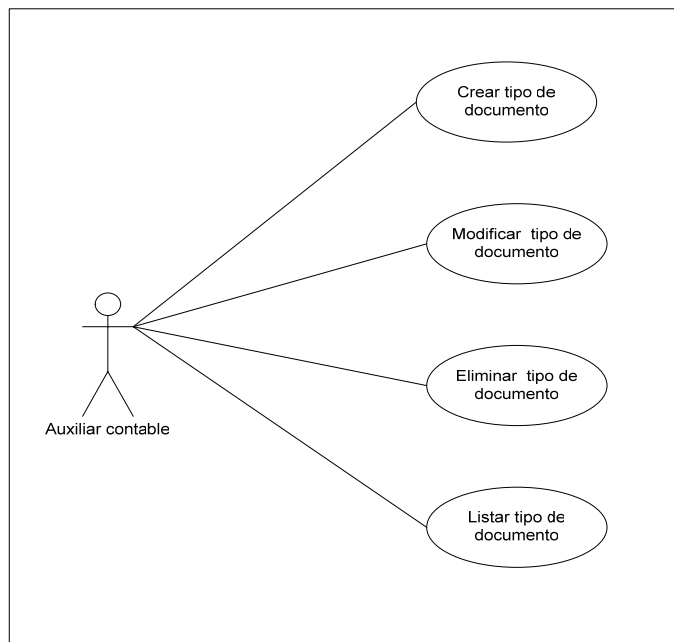 Crear tipo de
documento
Modificar tipo de
documento
Eliminar tipo de
documento
Auxiliar contable
Listar tipo de
documento